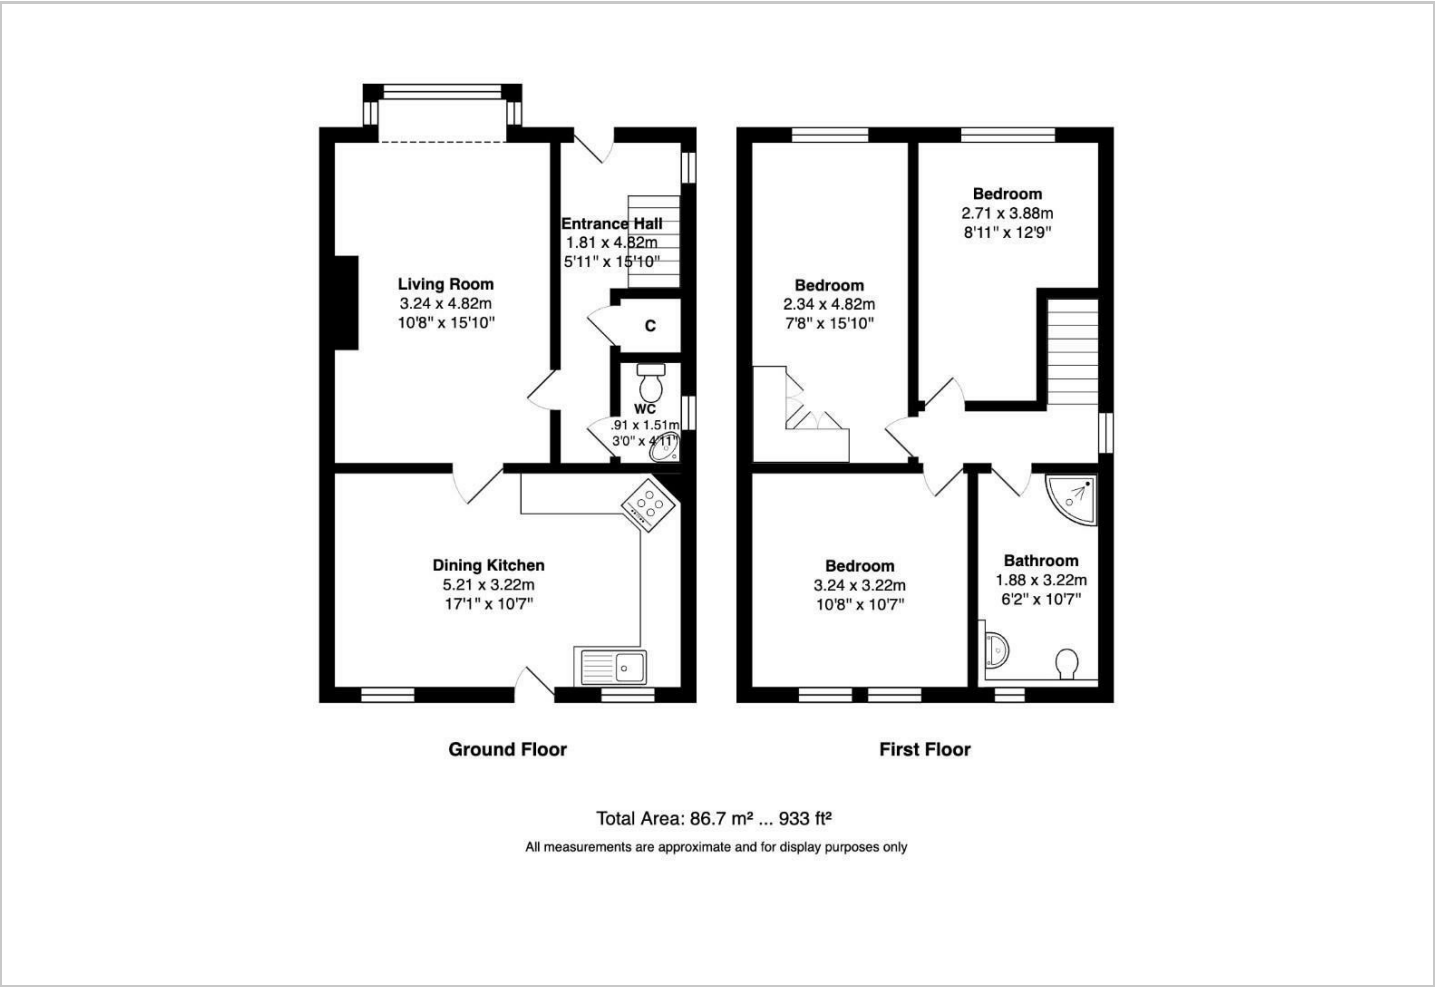 Living Room
3.24 x 4.82m
10'8" x 15'10"
Entrance Hall
1.81 x 4.82m
5'11" x 15'10"
C
WC
.91 x 1.51m
3'0" x 4'11"
Dining Kitchen
5.21 x 3.22m
17'1" x 10'7"
Ground Floor
Bedroom
2.34 x 4.82m
7'8" x 15'10"
Bedroom
2.71 x 3.88m
8'11" x 12'9"
Bedroom
3.24 x 3.22m
10'8" x 10'7"
Bathroom
1.88 x 3.22m
6'2" x 10'7"
First Floor
Total Area: 86.7 m² ... 933 ft²
All measurements are approximate and for display purposes only